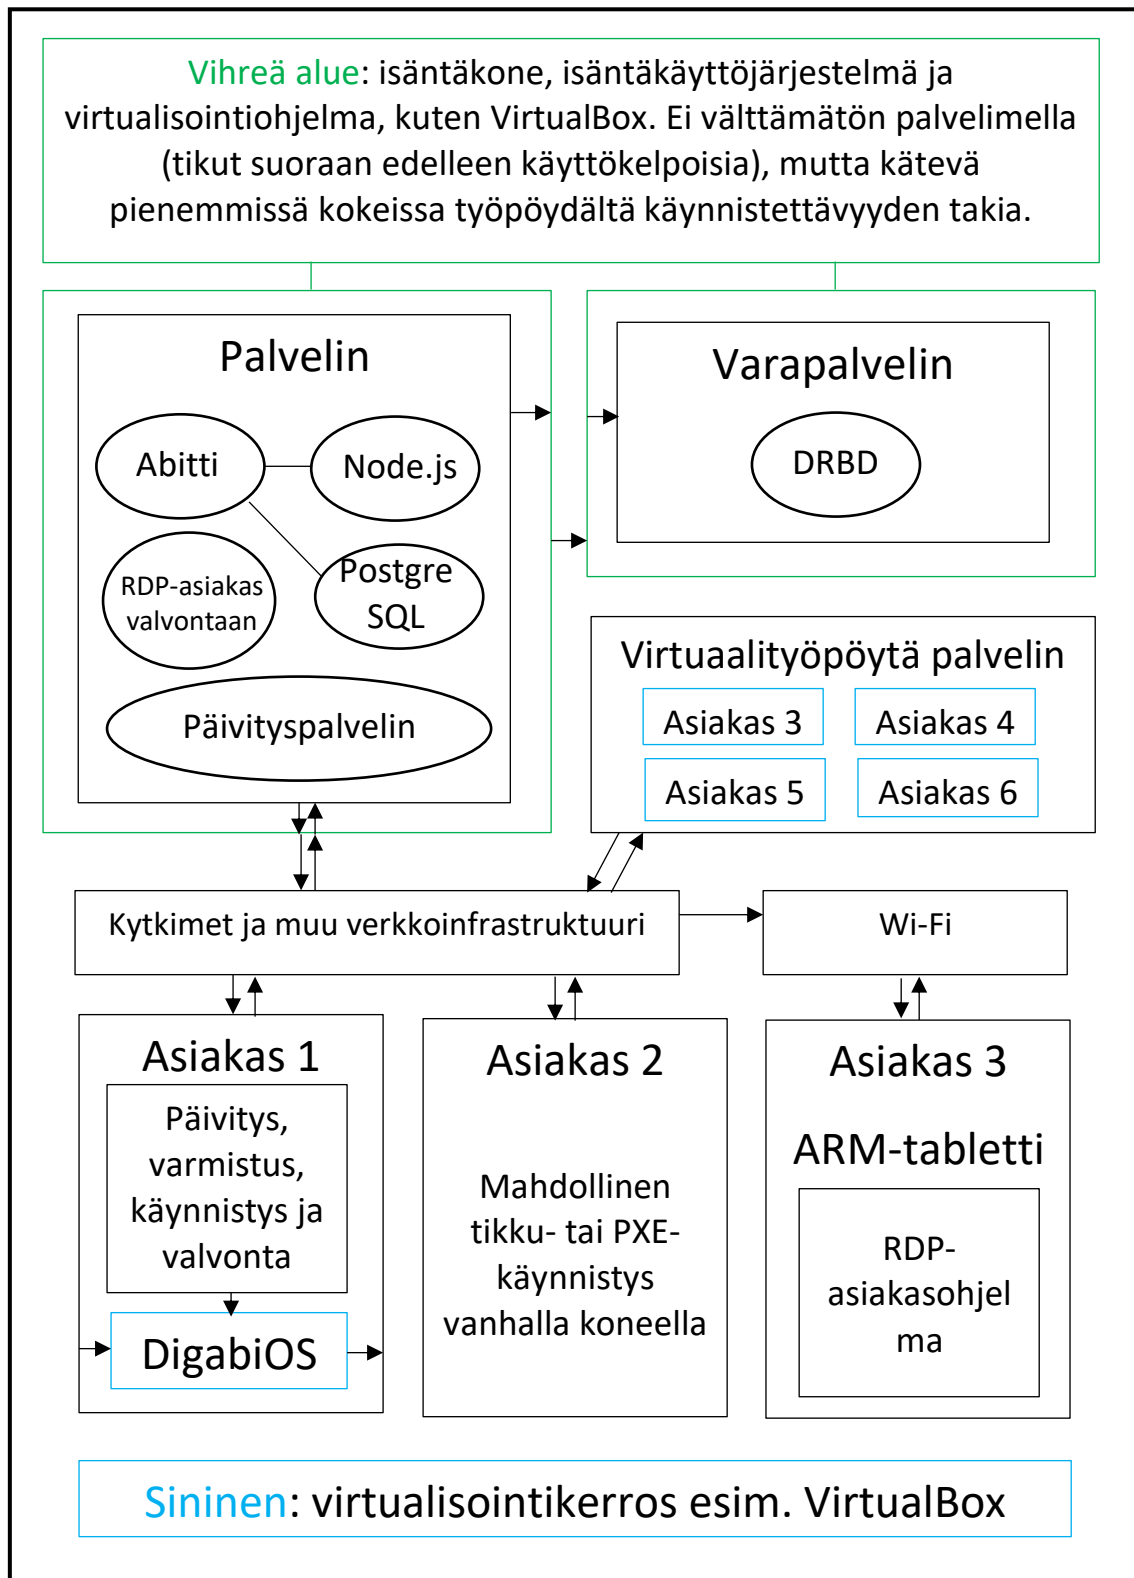 Vihreä alue: isäntäkone, isäntäkäyttöjärjestelmä ja
virtualisointiohjelma, kuten VirtualBox. Ei välttämätön palvelimella
(tikut suoraan edelleen käyttökelpoisia), mutta kätevä
pienemmissä kokeissa työpöydältä käynnistettävyyden takia.
Palvelin
Abitti
Node.js
RDP-asiakas
valvontaan
Postgre
SQL
Päivityspalvelin
Varapalvelin
DRBD
Virtuaalityöpöytä palvelin
Asiakas 3
Asiakas 4
Asiakas 5
Asiakas 6
Kytkimet ja muu verkkoinfrastruktuuri
Wi-Fi
Asiakas 1
Päivitys,
varmistus,
käynnistys ja
valvonta
DigabiOS
Asiakas 2
Mahdollinen
tikku- tai PXE-
käynnistys
vanhalla koneella
Asiakas 3
ARM-tabletti
RDP-
asiakasohjel
ma
Sininen: virtualisointikerros esim. VirtualBox